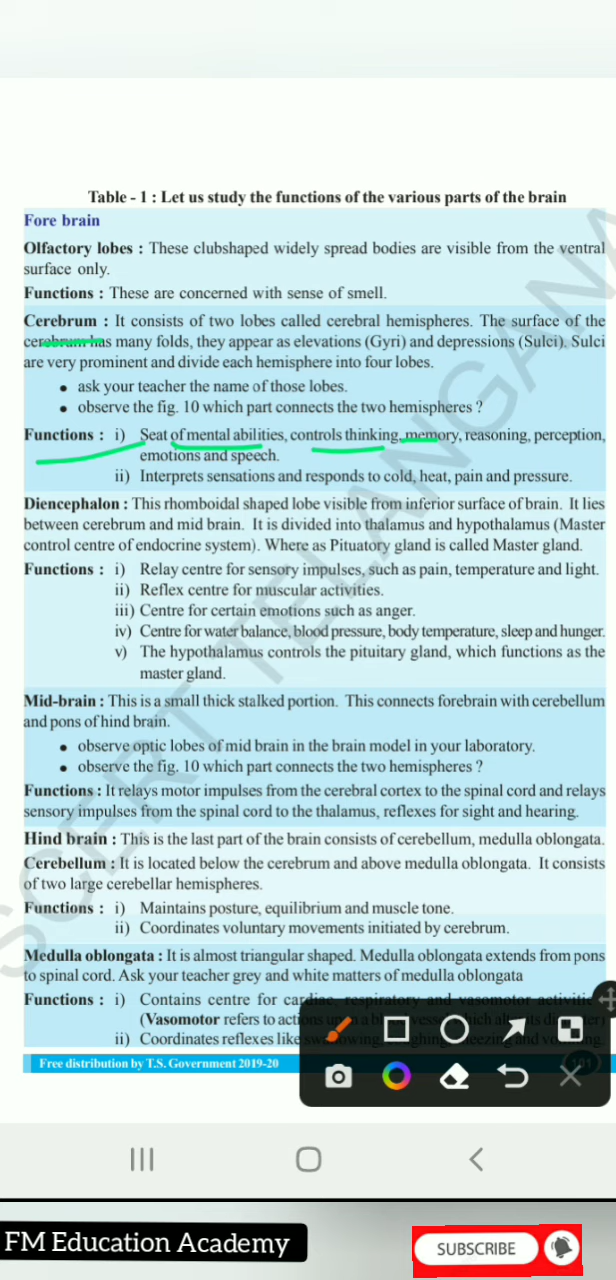 Table - 1 : Let us study the functions of the various parts of the brain
Fore brain
Olfactory lobes : These clubshaped widely spread bodies are visible from the ventral
surface only.
Functions : These are concerned with sense of smell.
Cerebrum : It consists of two lobes called cerebral hemispheres. The surface of the
cerebrum has many folds, they appear as elevations (Gyri) and depressions (Sulci). Sulci
are very prominent and divide each hemisphere into four lobes.
• ask your teacher the name of those lobes.
• observe the fig. 10 which part connects the two hemispheres ?
Functions : i) Seat of mental abilities, controls thinking, memory, reasoning, perception,
emotions and speech.
ii) Interprets sensations and responds to cold, heat, pain and pressure.
Diencephalon : This rhomboidal shaped lobe visible from inferior surface of brain. It lies
between cerebrum and mid brain. It is divided into thalamus and hypothalamus (Master
control centre of endocrine system). Where as Pituatory gland is called Master gland.
Functions : i) Relay centre for sensory impulses, such as pain, temperature and light.
ii) Reflex centre for muscular activities.
iii) Centre for certain emotions such as anger.
iv) Centre for water balance, blood pressure, body temperature, sleep and hunger.
v) The hypothalamus controls the pituitary gland, which functions as the
master gland.
Mid-brain : This is a small thick stalked portion. This connects forebrain with cerebellum
and pons of hind brain.
• observe optic lobes of mid brain in the brain model in your laboratory.
• observe the fig. 10 which part connects the two hemispheres ?
Functions : It relays motor impulses from the cerebral cortex to the spinal cord and relays
sensory impulses from the spinal cord to the thalamus, reflexes for sight and hearing.
Hind brain : This is the last part of the brain consists of cerebellum, medulla oblongata.
Cerebellum : It is located below the cerebrum and above medulla oblongata. It consists
of two large cerebellar hemispheres.
Functions : i) Maintains posture, equilibrium and muscle tone.
ii) Coordinates voluntary movements initiated by cerebrum.
Medulla oblongata : It is almost triangular shaped. Medulla oblongata extends from pons
to spinal cord. Ask your teacher grey and white matters of medulla oblongata
Functions : i) Contains centre for cardiac, respiratory and vasomotor
(Vasomotor refers to
ii) Coordinates reflexes like
Free distribution by T.S. Government 2019-20
SCERT TELANGANA
FM Education Academy
SUBSCRIBE